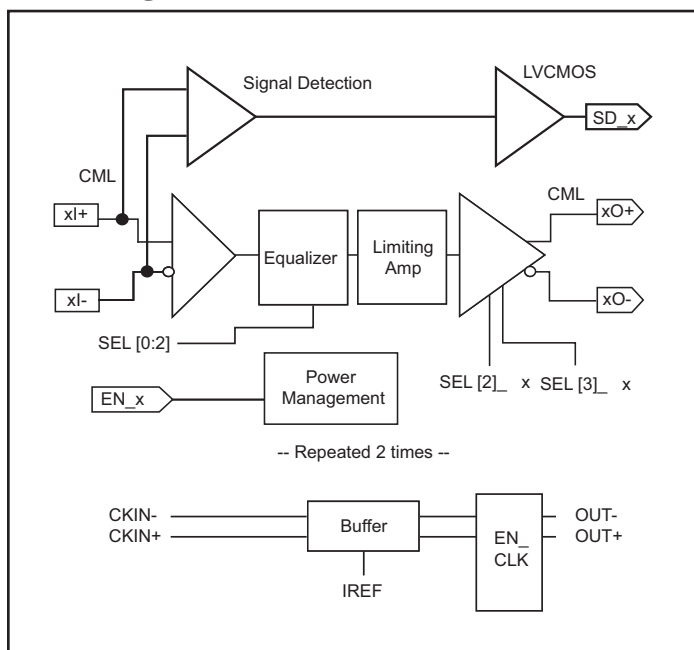 Signal Detection
LVCMOS
SD_x
CML
xI+
xI-
Equalizer
Limiting
Amp
CML
xO+
xO-
SEL [0:2]
SEL [2]_ x
SEL [3]_ x
EN_x
Power
Management
-- Repeated 2 times --
CKIN-
CKIN+
Buffer
IREF
EN_
CLK
OUT-
OUT+